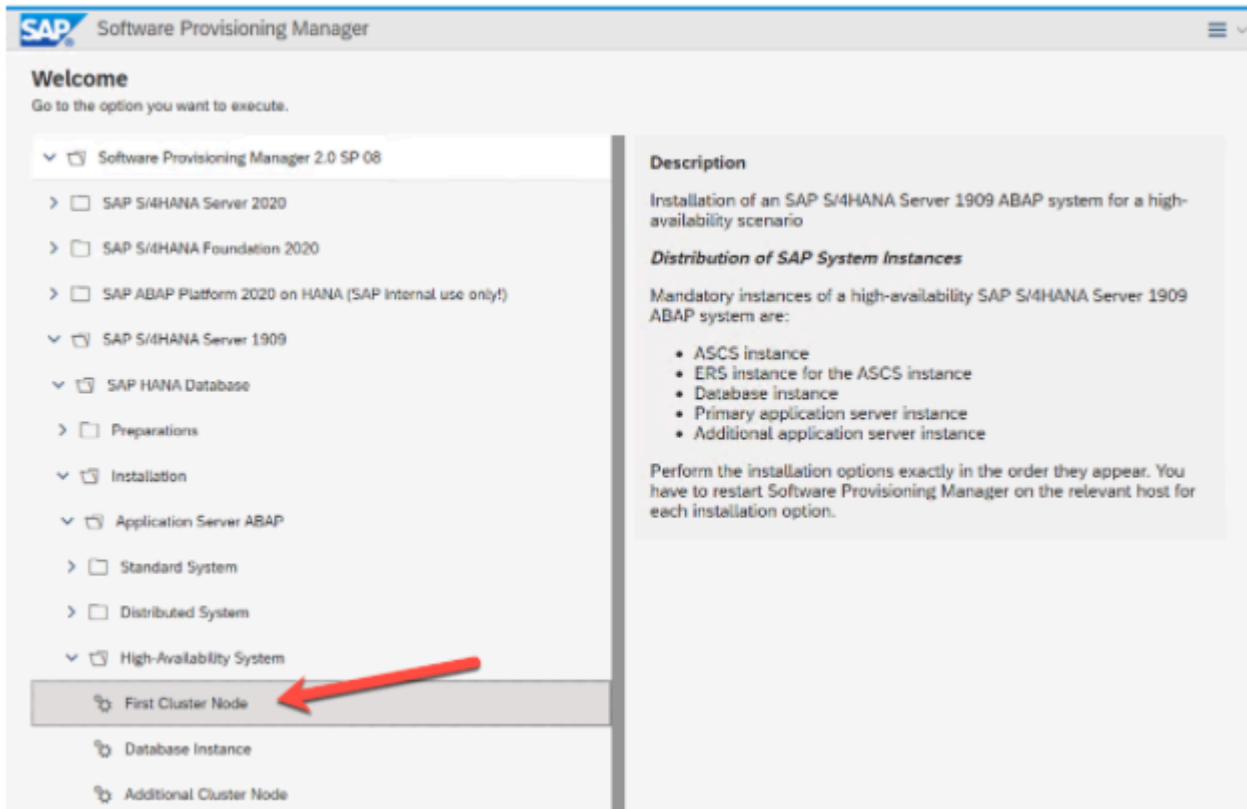 SAP Software Provisioning Manager
Welcome
Go to the option you want to execute.
Software Provisioning Manager 2.0 SP 08
SAP S/4HANA Server 2020
SAP S/4HANA Foundation 2020
SAP ABAP Platform 2020 on HANA (SAP internal use only!)
SAP S/4HANA Server 1909
SAP HANA Database
Preparations
Installation
Application Server ABAP
Standard System
Distributed System
High-Availability System
First Cluster Node
Database Instance
Additional Cluster Node
Description
Installation of an SAP S/4HANA Server 1909 ABAP system for a high-
availability scenario
Distribution of SAP System Instances
Mandatory instances of a high-availability SAP S/4HANA Server 1909
ABAP system are:
• ASCS instance
• ERS instance for the ASCS instance
• Database instance
• Primary application server instance
• Additional application server instance
Perform the installation options exactly in the order they appear. You
have to restart Software Provisioning Manager on the relevant host for
each installation option.